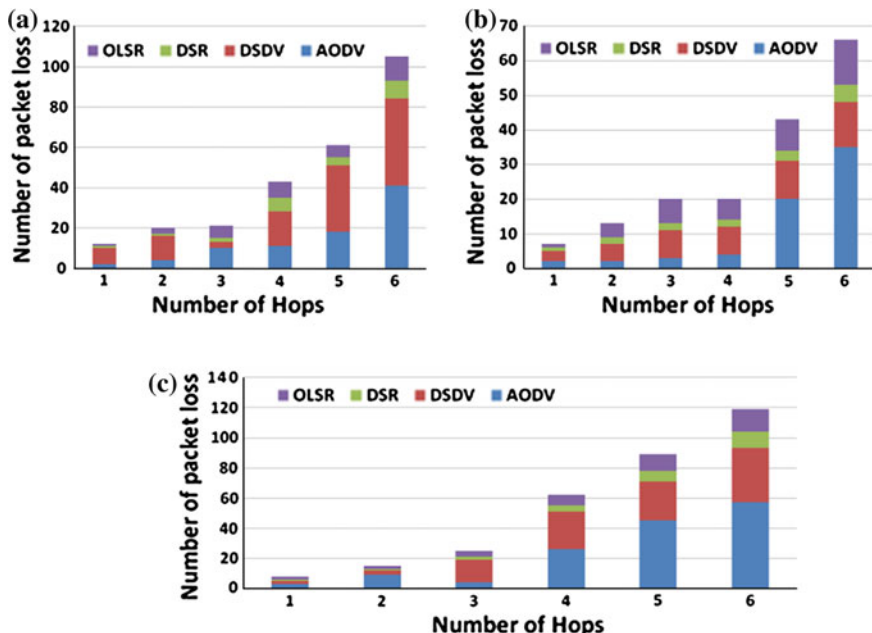 (a)
Number of packet loss
120
100
80
60
40
20
0
OLSR DSR DSDV AODV
1 2 3 4 5 6
Number of Hops
(b)
Number of packet loss
70
60
50
40
30
20
10
0
OLSR DSR DSDV AODV
1 2 3 4 5 6
Number of Hops
(c)
Number of packet loss
140
120
100
80
60
40
20
0
OLSR DSR DSDV AODV
1 2 3 4 5 6
Number of Hops